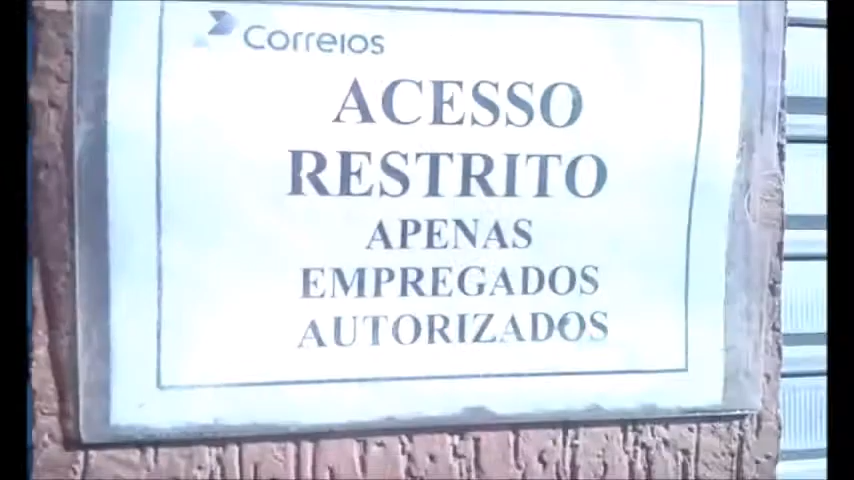 Correios
ACESSO
RESTRITO
APENAS
EMPREGADOS
AUTORIZADOS